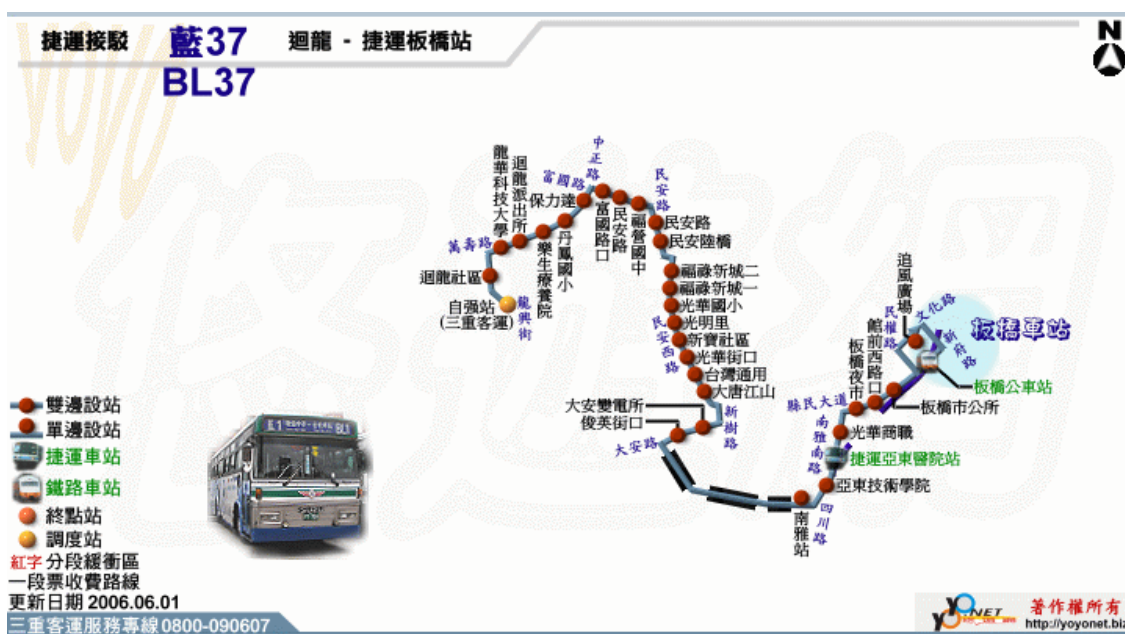 捷運接駁 藍37 迴龍 - 捷運板橋站
BL37
N
龍華科技大學
迴龍派出所
富國路
中正路
保力達
富國路口
民安路
福營國中
民安路
民安路
民安陸橋
萬壽路
樂生療養院
丹鳳國小
迴龍社區
自強站
(三重客運)
龍興街
福祿新城二
福祿新城一
光華國小
光明里
民安西路
新寶社區
光華街口
台灣通用
大唐江山
大安變電所
俊英街口
新樹路
大安路
南雅站
四川路
亞東技術學院
捷運亞東醫院站
南雅南路
光華商職
縣民大道
板橋夜市
館前西路口
民權路
追風廣場
文化路
新府路
板橋車站
板橋公車站
板橋市公所
雙邊設站
單邊設站
捷運車站
鐵路車站
終點站
調度站
紅字 分段緩衝區
一段票收費路線
更新日期 2006.06.01
三重客運服務專線 0800-090607
藍1
BL1
YOYONET
著作權所有
http://yoyonet.biz